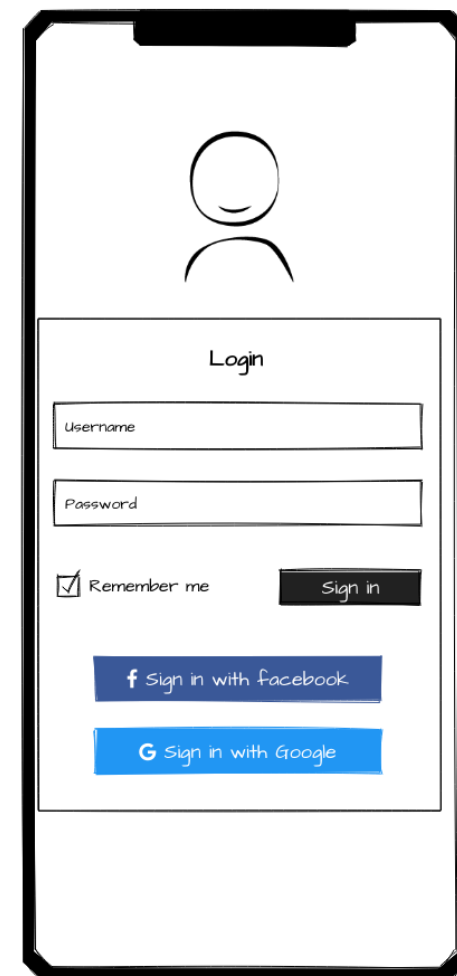 Login
Username
Password
Remember me
Sign in
f Sign in with facebook
G Sign in with Google